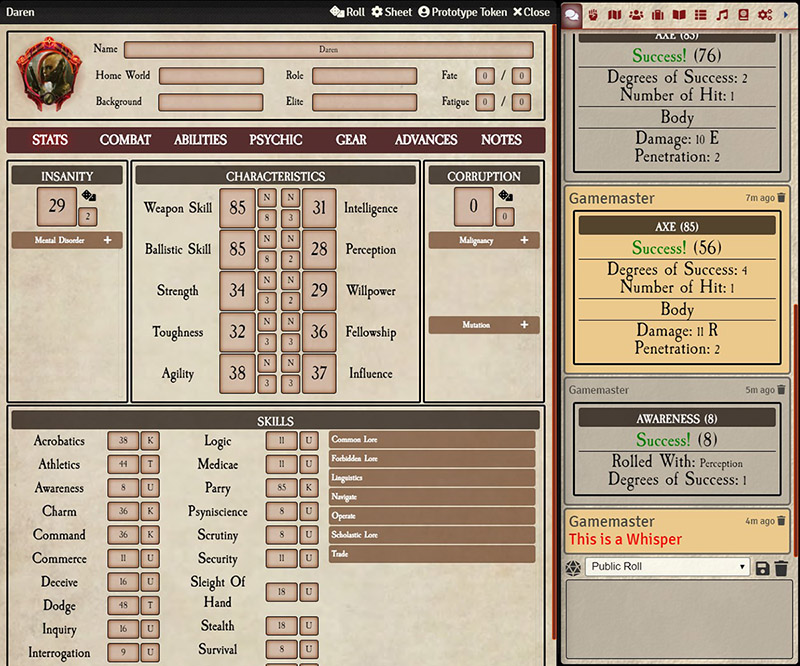 Daren
Roll Sheet Prototype Token Close
Name Daren
Home World Role Fate 0 / 0
Background Elite Fatigue 0 / 0
STATS COMBAT ABILITIES PSYCHIC GEAR ADVANCES NOTES
INSANITY
29
2
Mental Disorder +
CHARACTERISTICS
Weapon Skill 85 N 8 N 3 31 Intelligence
Ballistic Skill 85 N 8 N 2 28 Perception
Strength 34 N 3 N 2 29 Willpower
Toughness 32 N 3 N 3 36 Fellowship
Agility 38 N 3 N 3 37 Influence
CORRUPTION
0
0
Malignancy +
Mutation +
SKILLS
Acrobatics 38 K
Athletics 44 T
Awareness 8 U
Charm 36 K
Command 36 K
Commerce 11 U
Deceive 16 U
Dodge 48 T
Inquiry 16 U
Interrogation 9 U
Logic 11 U
Medicae 11 U
Parry 85 K
Psyniscience 8 U
Scrutiny 8 U
Security 11 U
Sleight Of
Hand 18 U
Stealth 18 U
Survival 8 U
Common Lore
Forbidden Lore
Linguistics
Navigate
Operate
Scholastic Lore
Trade
AXE (85)
Success! (76)
Degrees of Success: 2
Number of Hit: 1
Body
Damage: 10 E
Penetration: 2
Gamemaster 7m ago
AXE (85)
Success! (56)
Degrees of Success: 4
Number of Hit: 1
Body
Damage: 11 R
Penetration: 2
Gamemaster 5m ago
AWARENESS (8)
Success! (8)
Rolled With: Perception
Degrees of Success: 1
Gamemaster 4m ago
This is a Whisper
Public Roll